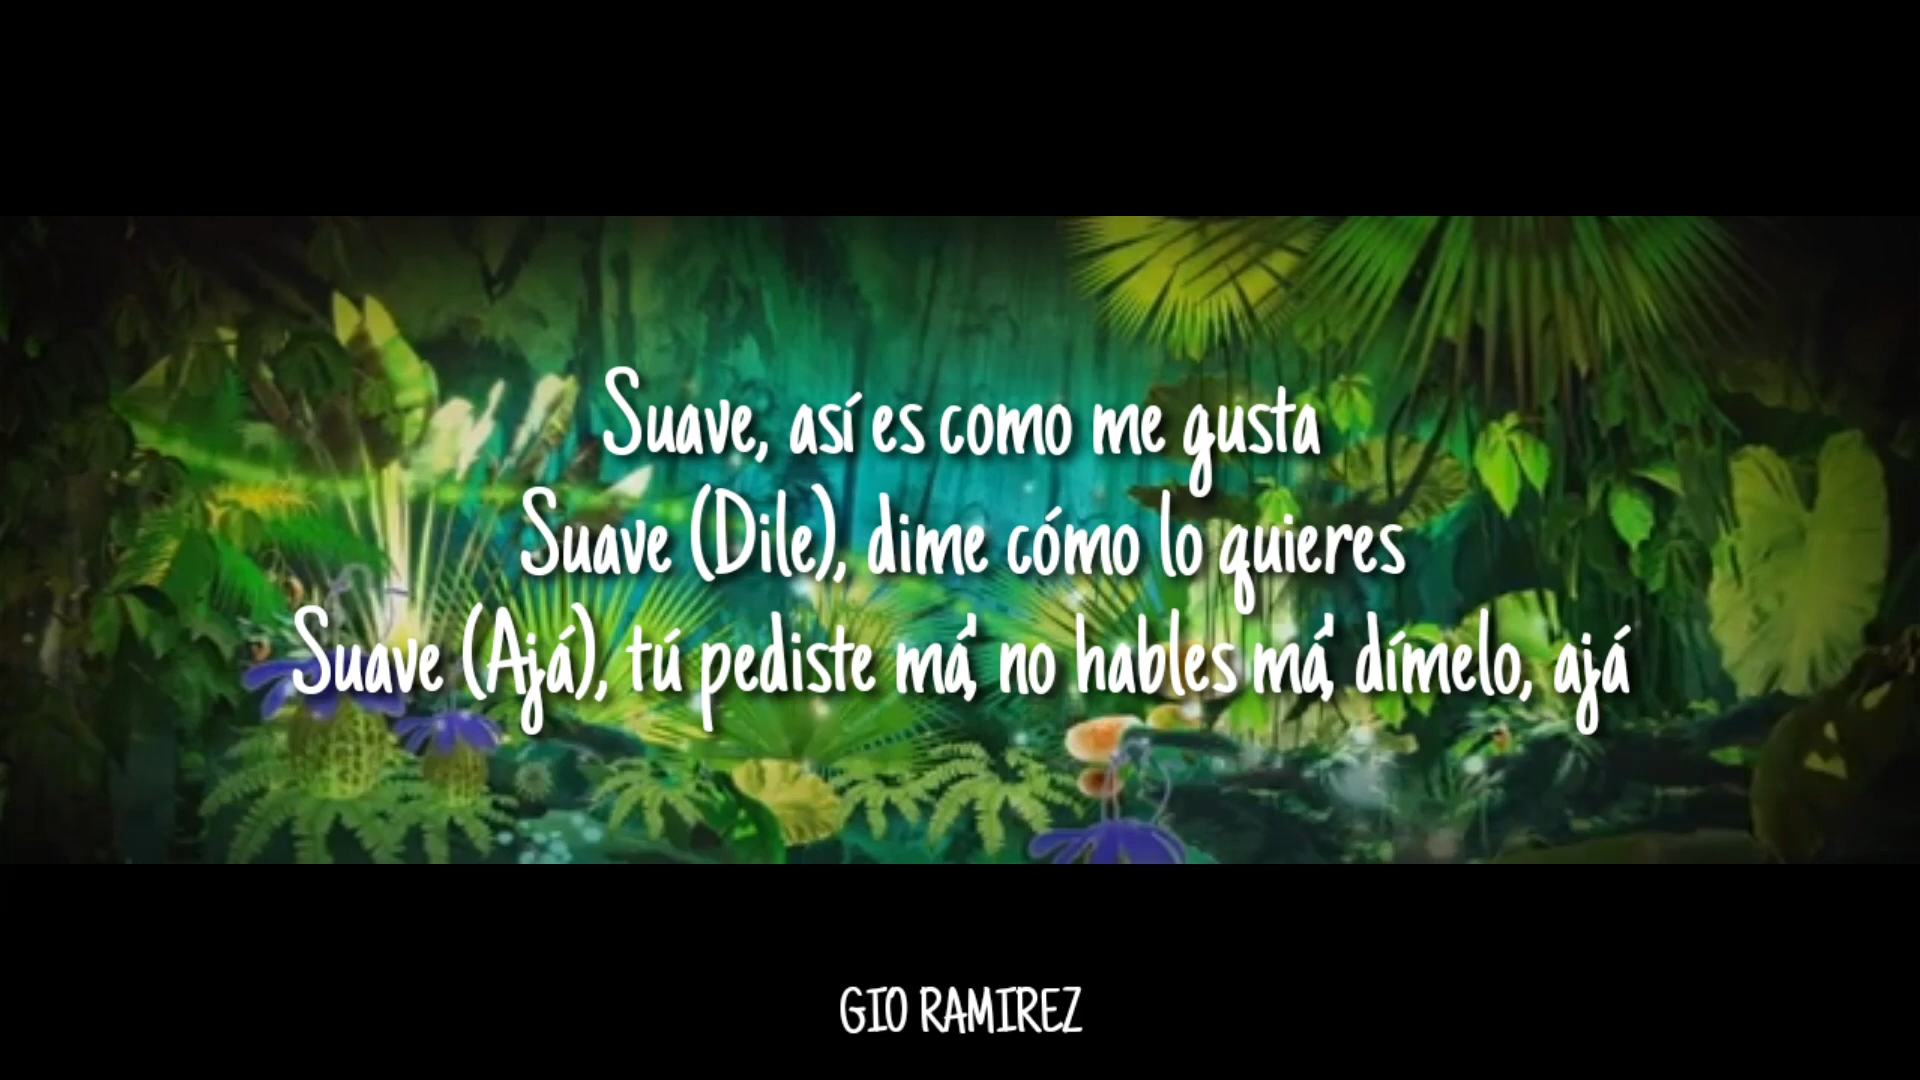 Suave, así es como me gusta
Suave (Dile), dime cómo lo quieres
Suave (Ajá), tú pediste má', no hables má', dímelo, ajá
GIO RAMIREZ